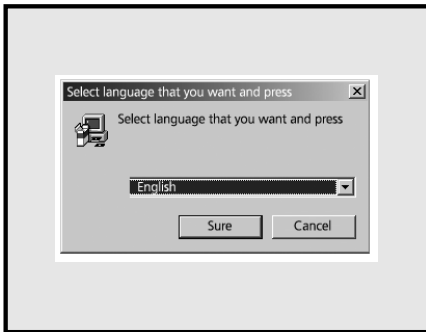 Select language that you want and press
Select language that you want and press
English
Sure
Cancel